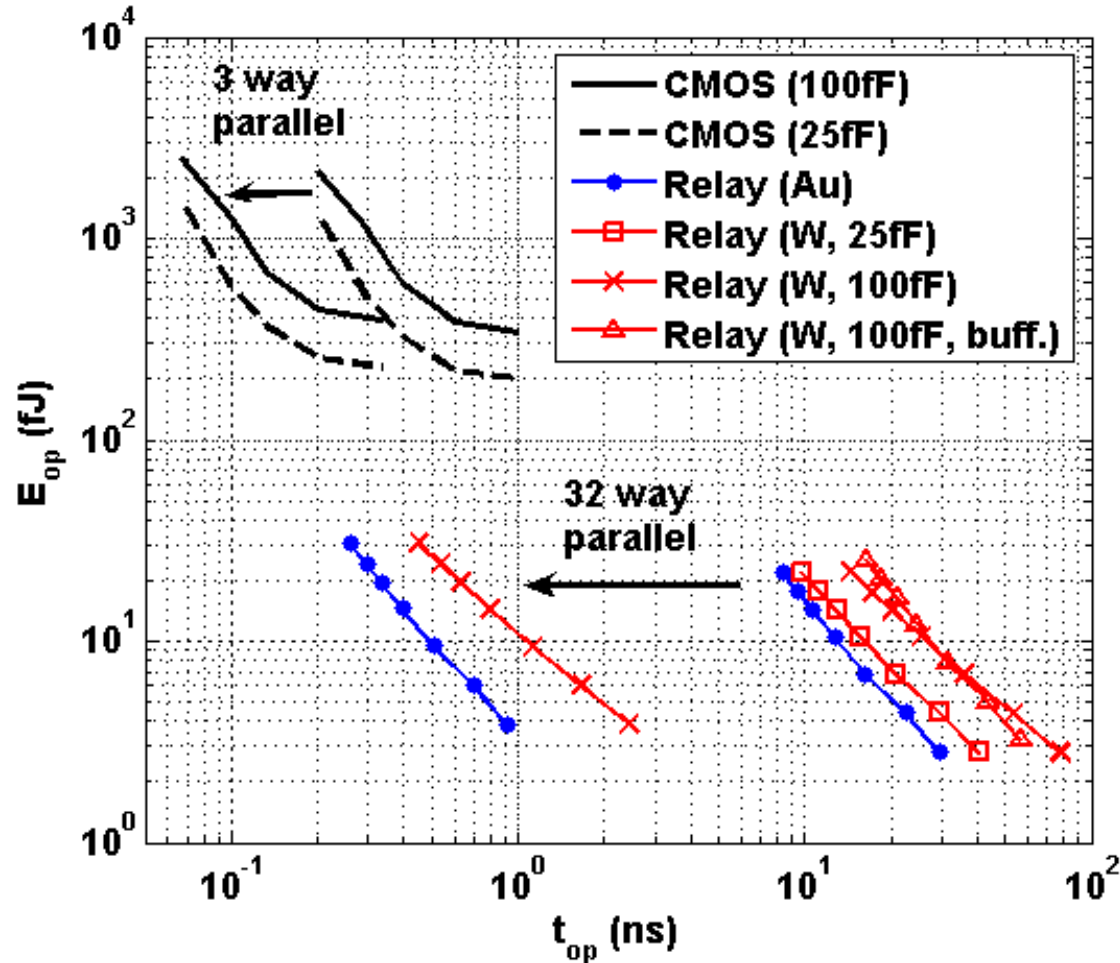 10^4
10^3
10^2
10^1
10^0
E_op (fJ)
3 way
parallel
CMOS (100fF)
CMOS (25fF)
Relay (Au)
Relay (W, 25fF)
Relay (W, 100fF)
Relay (W, 100fF, buff.)
32 way
parallel
10^-1
10^0
10^1
10^2
t_op (ns)